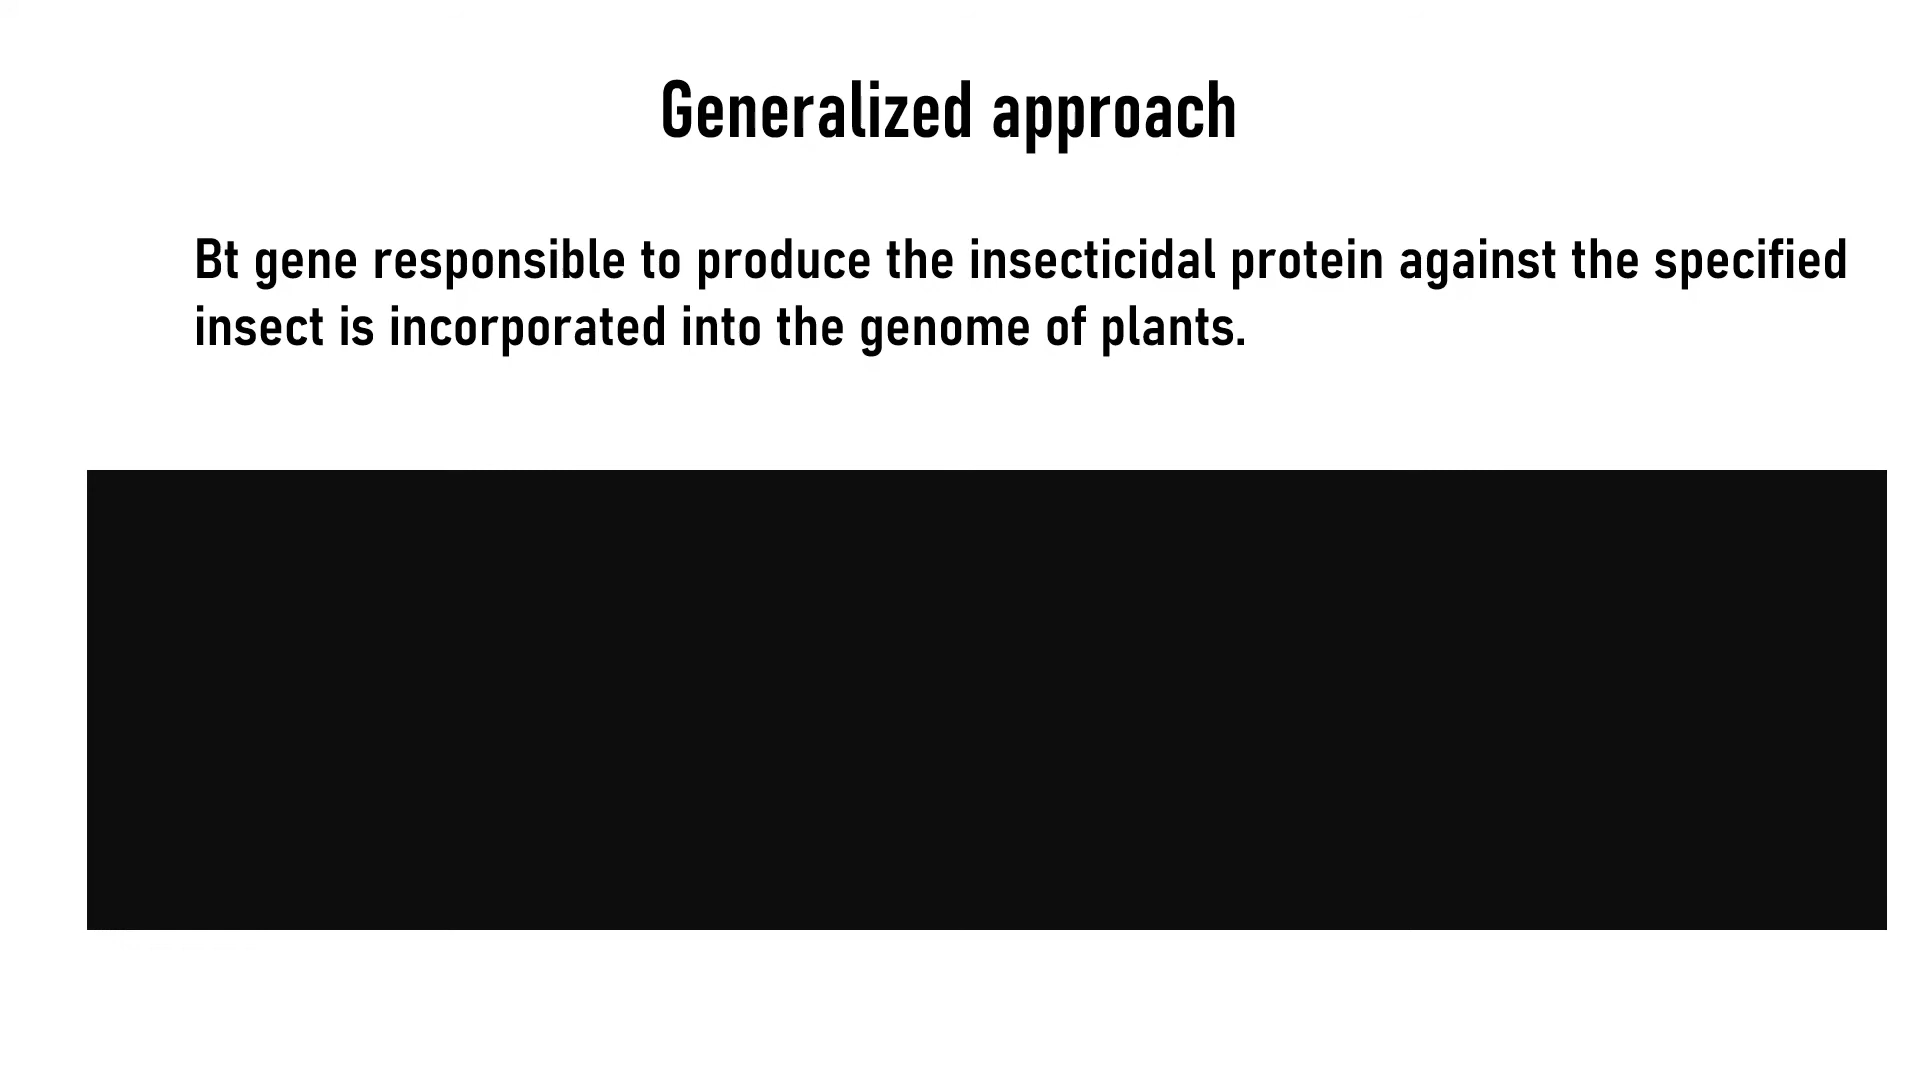 Generalized approach
Bt gene responsible to produce the insecticidal protein against the specified
insect is incorporated into the genome of plants.